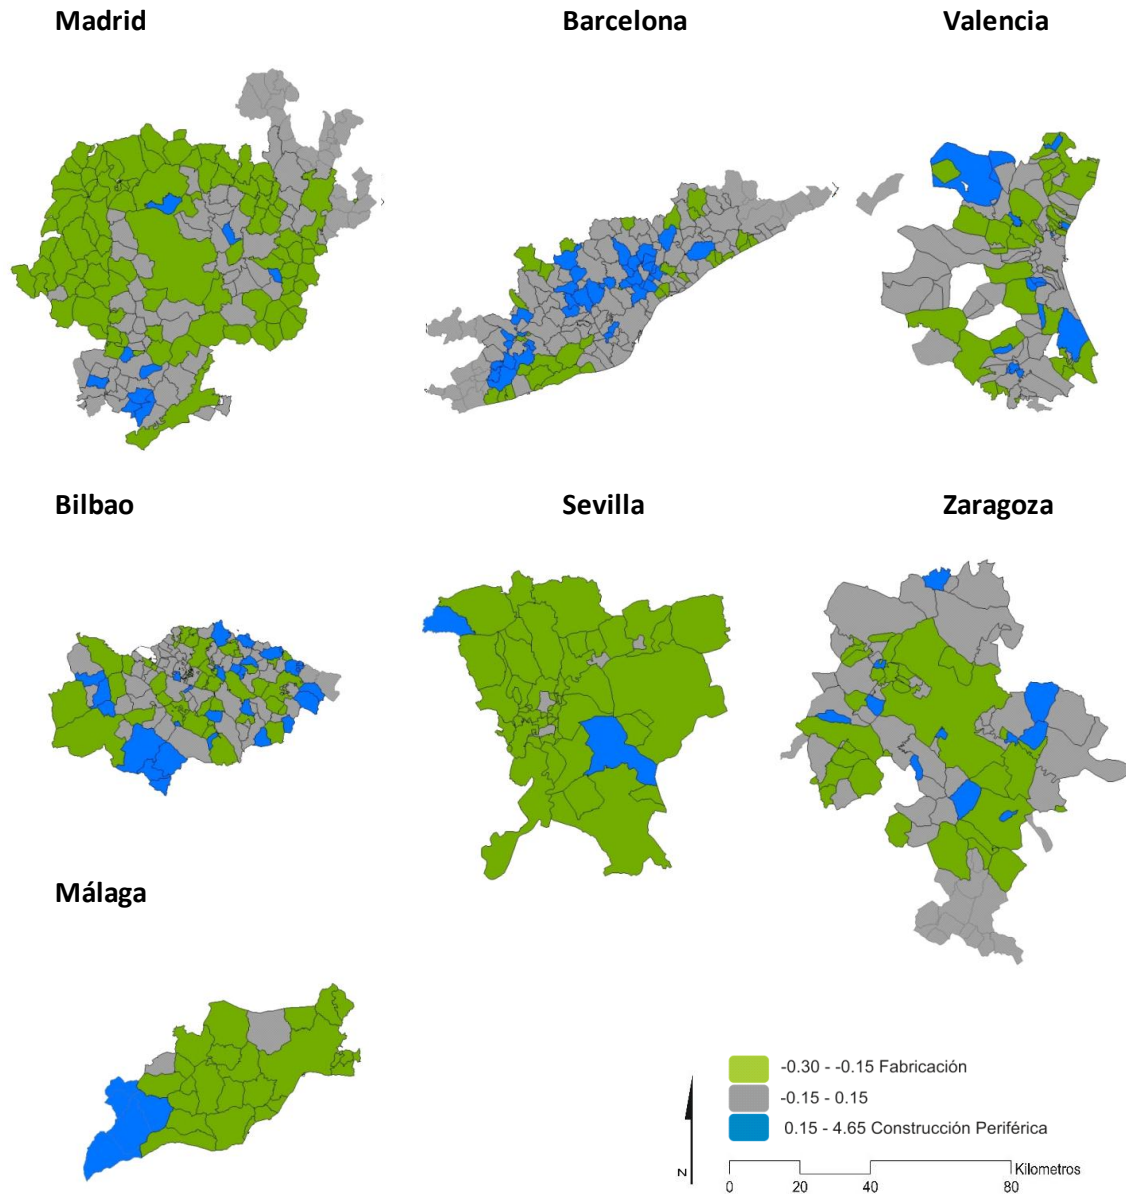 Madrid
Barcelona
Valencia
Bilbao
Sevilla
Zaragoza
Málaga
-0.30 - -0.15 Fabricación
-0.15 - 0.15
0.15 - 4.65 Construcción Periférica
N
Kilometros
0 20 40 80